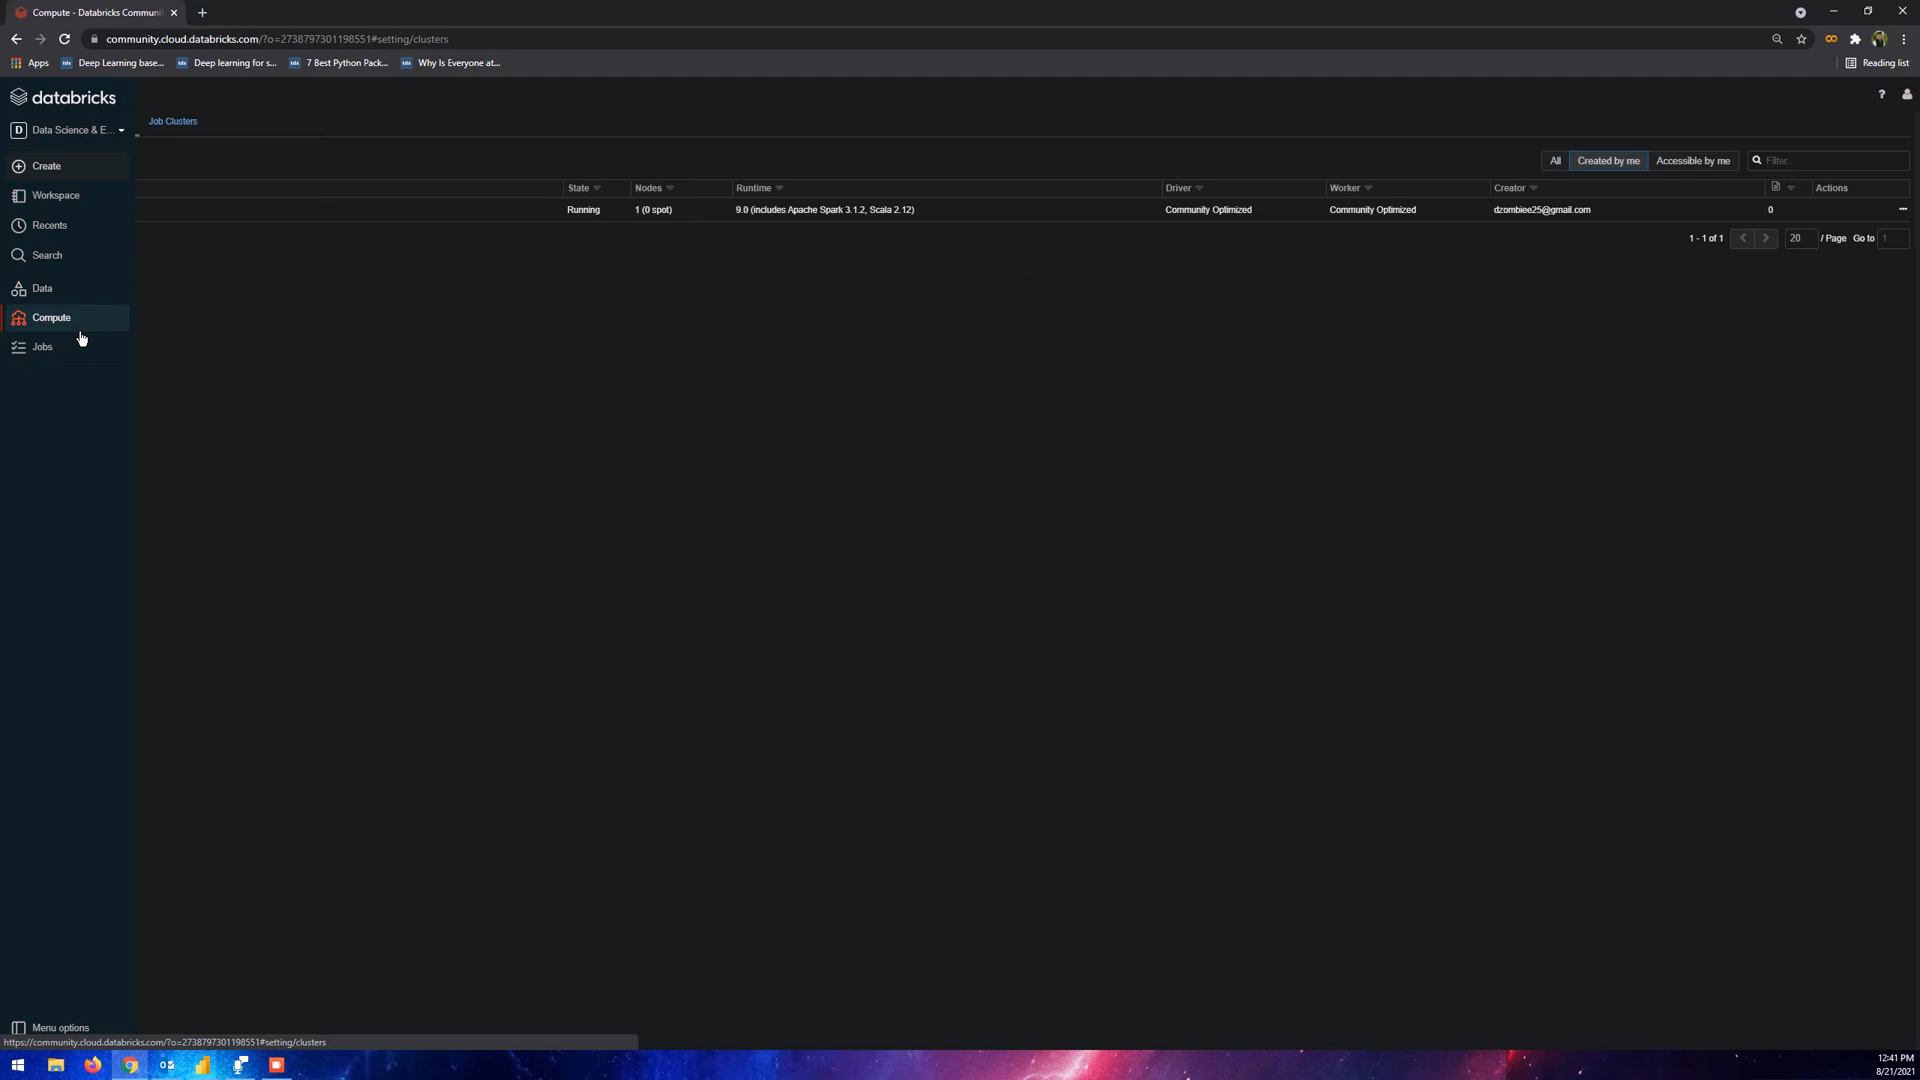 Compute - Databricks Communi
community.cloud.databricks.com/?o=2738797301198551#setting/clusters
Apps
Deep Learning base...
Deep learning for s...
7 Best Python Pack...
Why Is Everyone at...
Reading list
databricks
D Data Science & E...
Job Clusters
Create
All
Created by me
Accessible by me
Filter...
Workspace
State
Nodes
Runtime
Driver
Worker
Creator
Actions
Running
1 (0 spot)
9.0 (includes Apache Spark 3.1.2, Scala 2.12)
Community Optimized
Community Optimized
dzombiee25@gmail.com
0
Recents
1 - 1 of 1
20
/ Page
Go to
1
Search
Data
Compute
Jobs
Menu options
https://community.cloud.databricks.com/?o=2738797301198551#setting/clusters
12:41 PM
8/21/2021